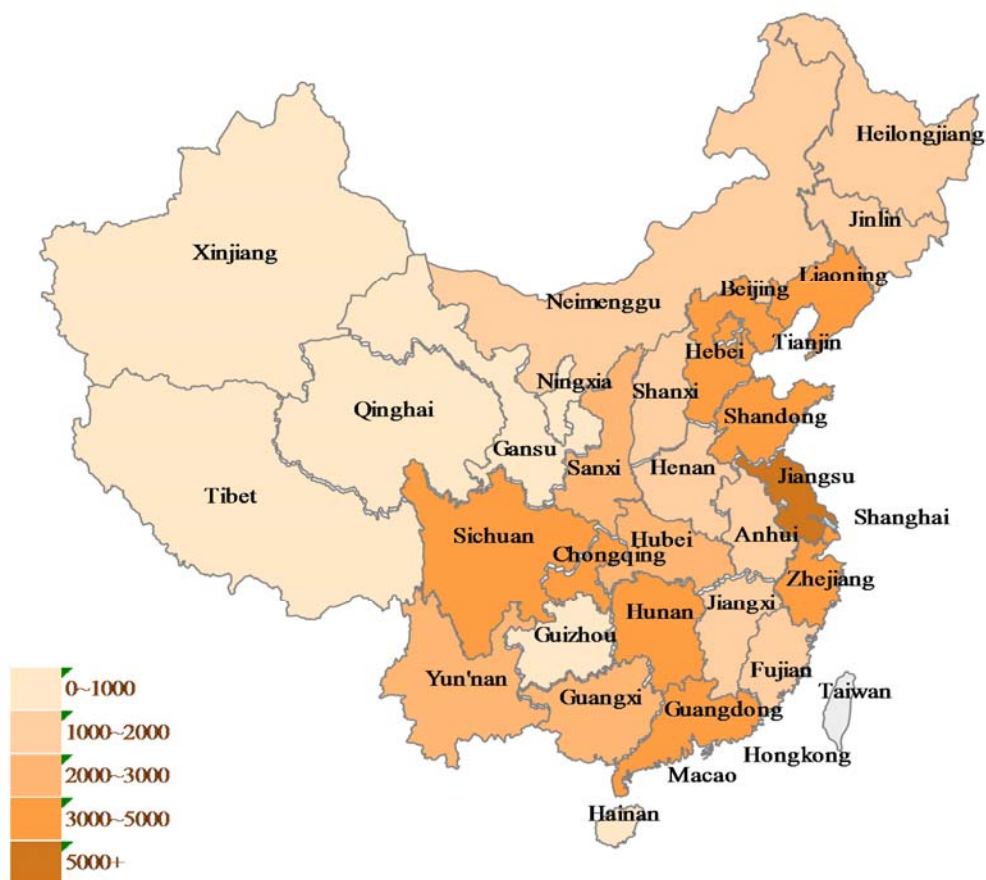 Heilongjiang
Jinlin
Xinjiang
Liaoning
Beijing
Neimenggu
Tianjin
Hebei
Ningxia
Shanxi
Qinghai
Shandong
Gansu
Sanxi
Henan
Jiangsu
Tibet
Shanghai
Sichuan
Anhui
Hubei
Chongqing
Zhejiang
Jiangxi
Hunan
Guizhou
Fujian
Yun'nan
Taiwan
Guangxi
Guangdong
Hongkong
Macao
Hainan
0~1000
1000~2000
2000~3000
3000~5000
5000+